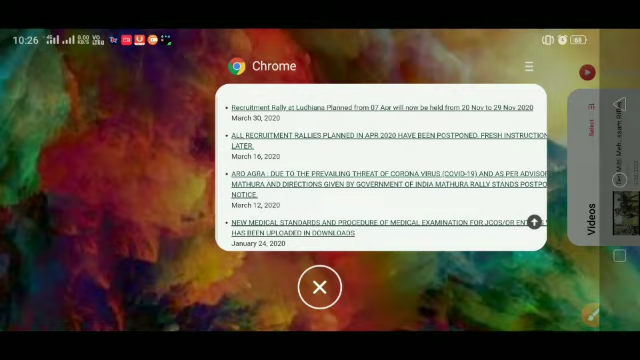 10:26
68
Chrome
Recruitment Rally at Ludhiana Planned from 07 Apr will now be held from 20 Nov to 29 Nov 2020
March 30, 2020
ALL RECRUITMENT RALLIES PLANNED IN APR 2020 HAVE BEEN POSTPONED. FRESH INSTRUCTION
LATER.
March 16, 2020
ARO AGRA : DUE TO THE PREVAILING THREAT OF CORONA VIRUS (COVID-19) AND AS PER ADVISOR
MATHURA AND DIRECTIONS GIVEN BY GOVERNMENT OF INDIA MATHURA RALLY STANDS POSTPO
NOTICE.
March 12, 2020
NEW MEDICAL STANDARDS AND PROCEDURE OF MEDICAL EXAMINATION FOR JCOS/OR
HAS BEEN UPLOADED IN DOWNLOADS
January 24, 2020
Select
Videos